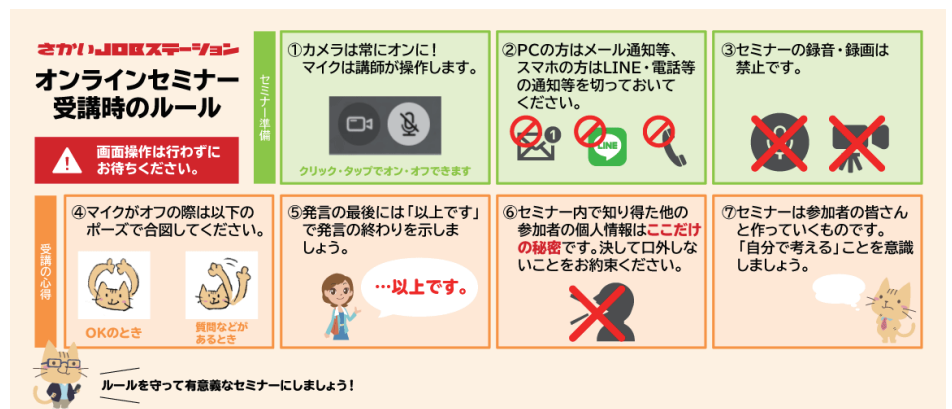 さかいJOBステーション
オンラインセミナー
受講時のルール
画面操作は行わずに
お待ちください。
セミナー準備
①カメラは常にオンに！
マイクは講師が操作します。
クリック・タップでオン・オフできます
②PCの方はメール通知等、
スマホの方はLINE・電話等
の通知等を切っておいて
ください。
1
LINE
③セミナーの録音・録画は
禁止です。
受講の心得
④マイクがオフの際は以下の
ポーズで合図してください。
OKのとき
質問などが
あるとき
⑤発言の最後には「以上です」
で発言の終わりを示しま
しょう。
…以上です。
⑥セミナー内で知り得た他の
参加者の個人情報はここだけ
の秘密です。決して口外しな
いことをお約束ください。
⑦セミナーは参加者の皆さん
と作っていくものです。
「自分で考える」ことを意識
しましょう。
ルールを守って有意義なセミナーにしましょう！